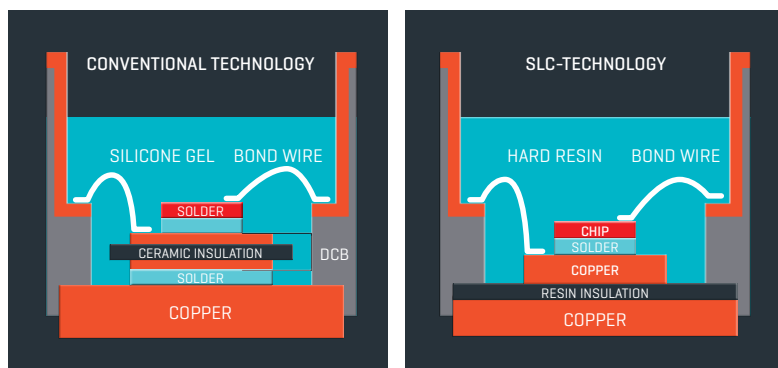 CONVENTIONAL TECHNOLOGY
SILICONE GEL
BOND WIRE
SOLDER
CERAMIC INSULATION
DCB
SOLDER
COPPER
SLC-TECHNOLOGY
HARD RESIN
BOND WIRE
CHIP
SOLDER
COPPER
RESIN INSULATION
COPPER